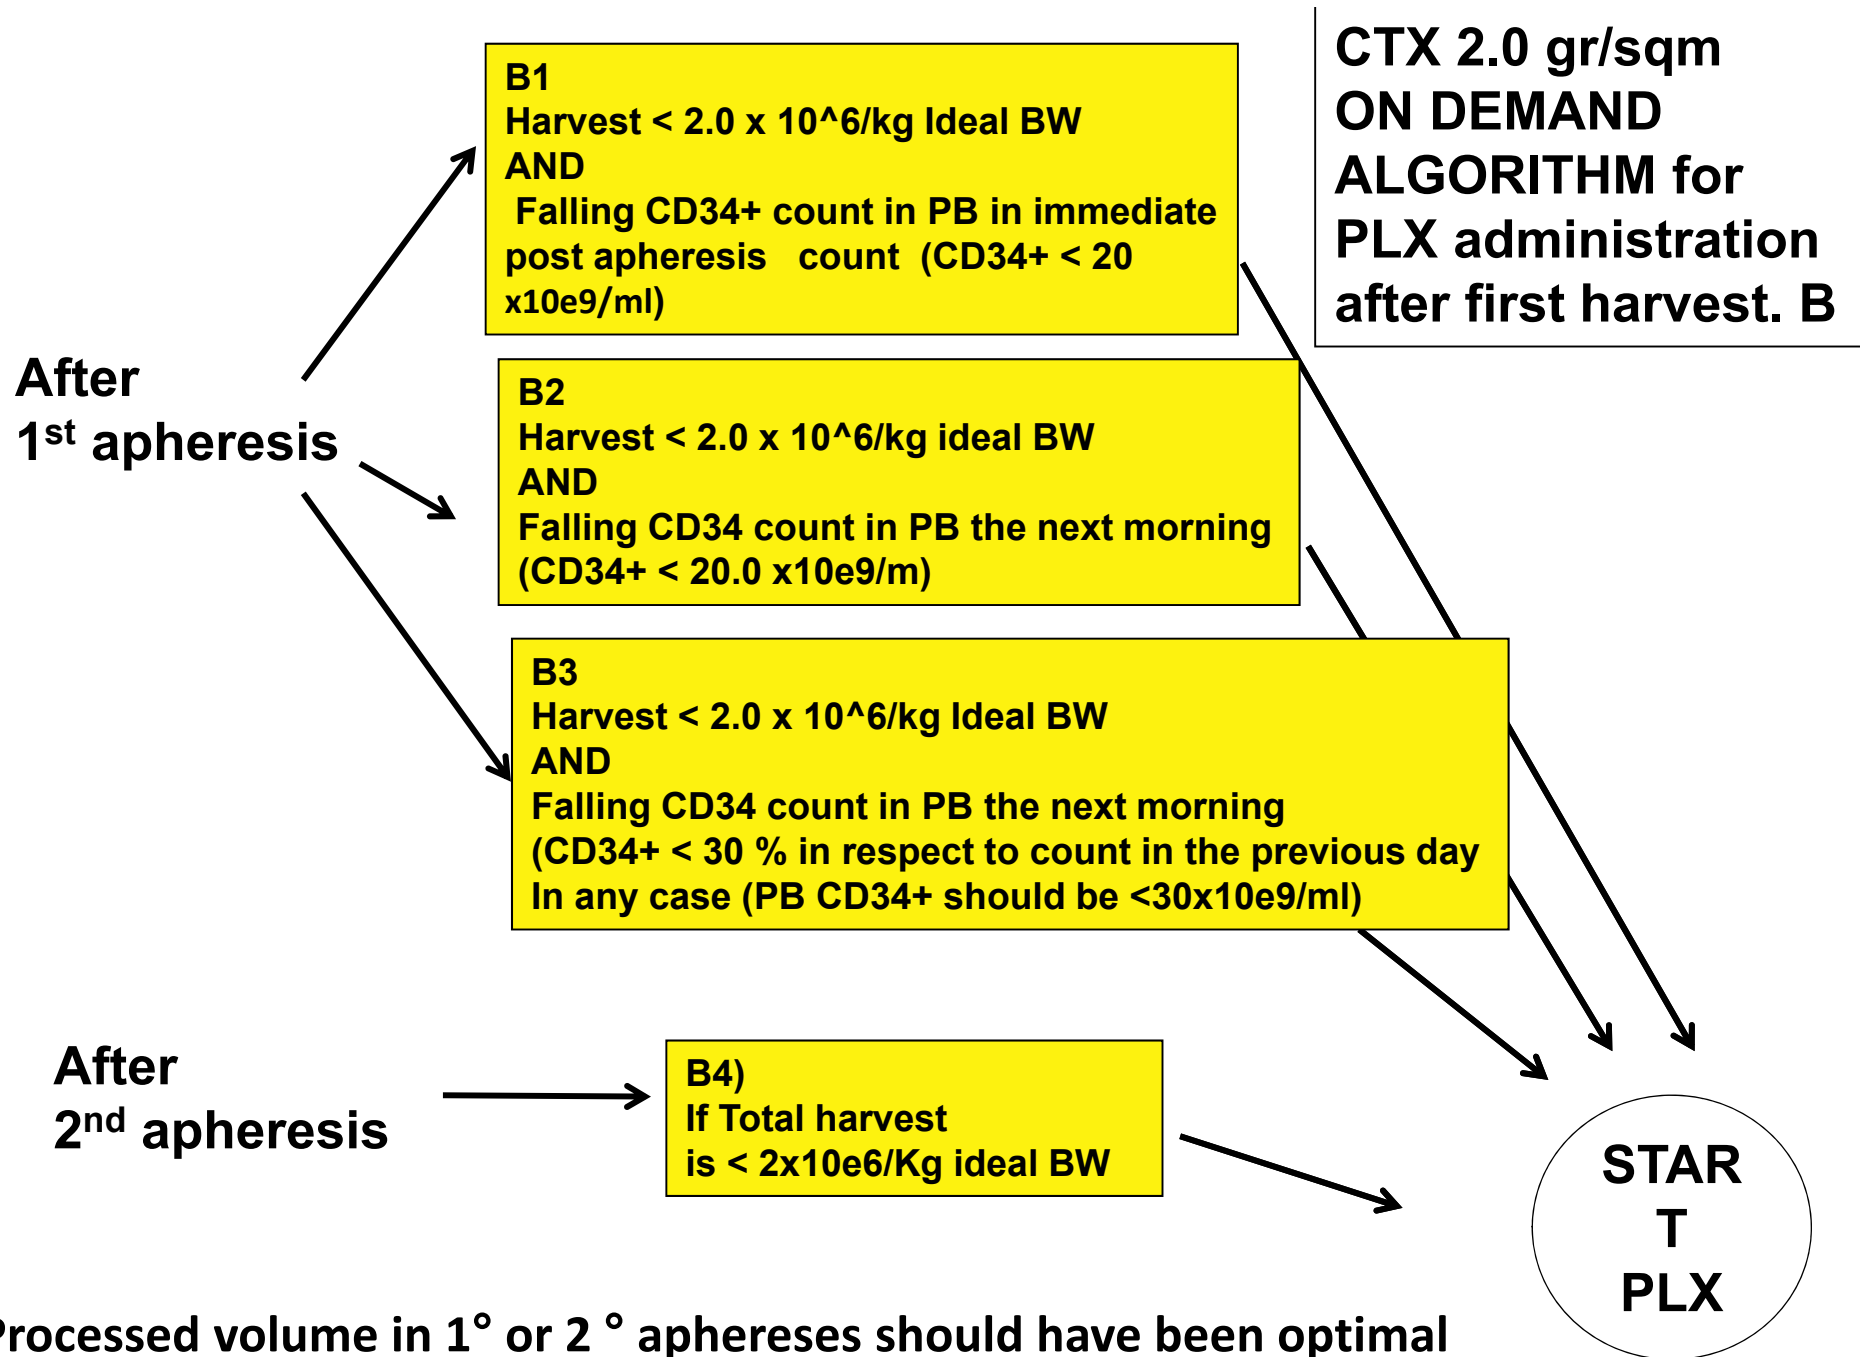 CTX 2.0 gr/sqm
ON DEMAND
ALGORITHM for
PLX administration
after first harvest. B
B1
Harvest < 2.0 x 10^6/kg Ideal BW
AND
Falling CD34+ count in PB in immediate
post apheresis count (CD34+ < 20
x10e9/ml)
After
1st apheresis
B2
Harvest < 2.0 x 10^6/kg ideal BW
AND
Falling CD34 count in PB the next morning
(CD34+ < 20.0 x10e9/m)
B3
Harvest < 2.0 x 10^6/kg Ideal BW
AND
Falling CD34 count in PB the next morning
(CD34+ < 30 % in respect to count in the previous day
In any case (PB CD34+ should be <30x10e9/ml)
After
2nd apheresis
B4)
If Total harvest
is < 2x10e6/Kg ideal BW
STAR
T
PLX
Processed volume in 1° or 2 ° aphereses should have been optimal